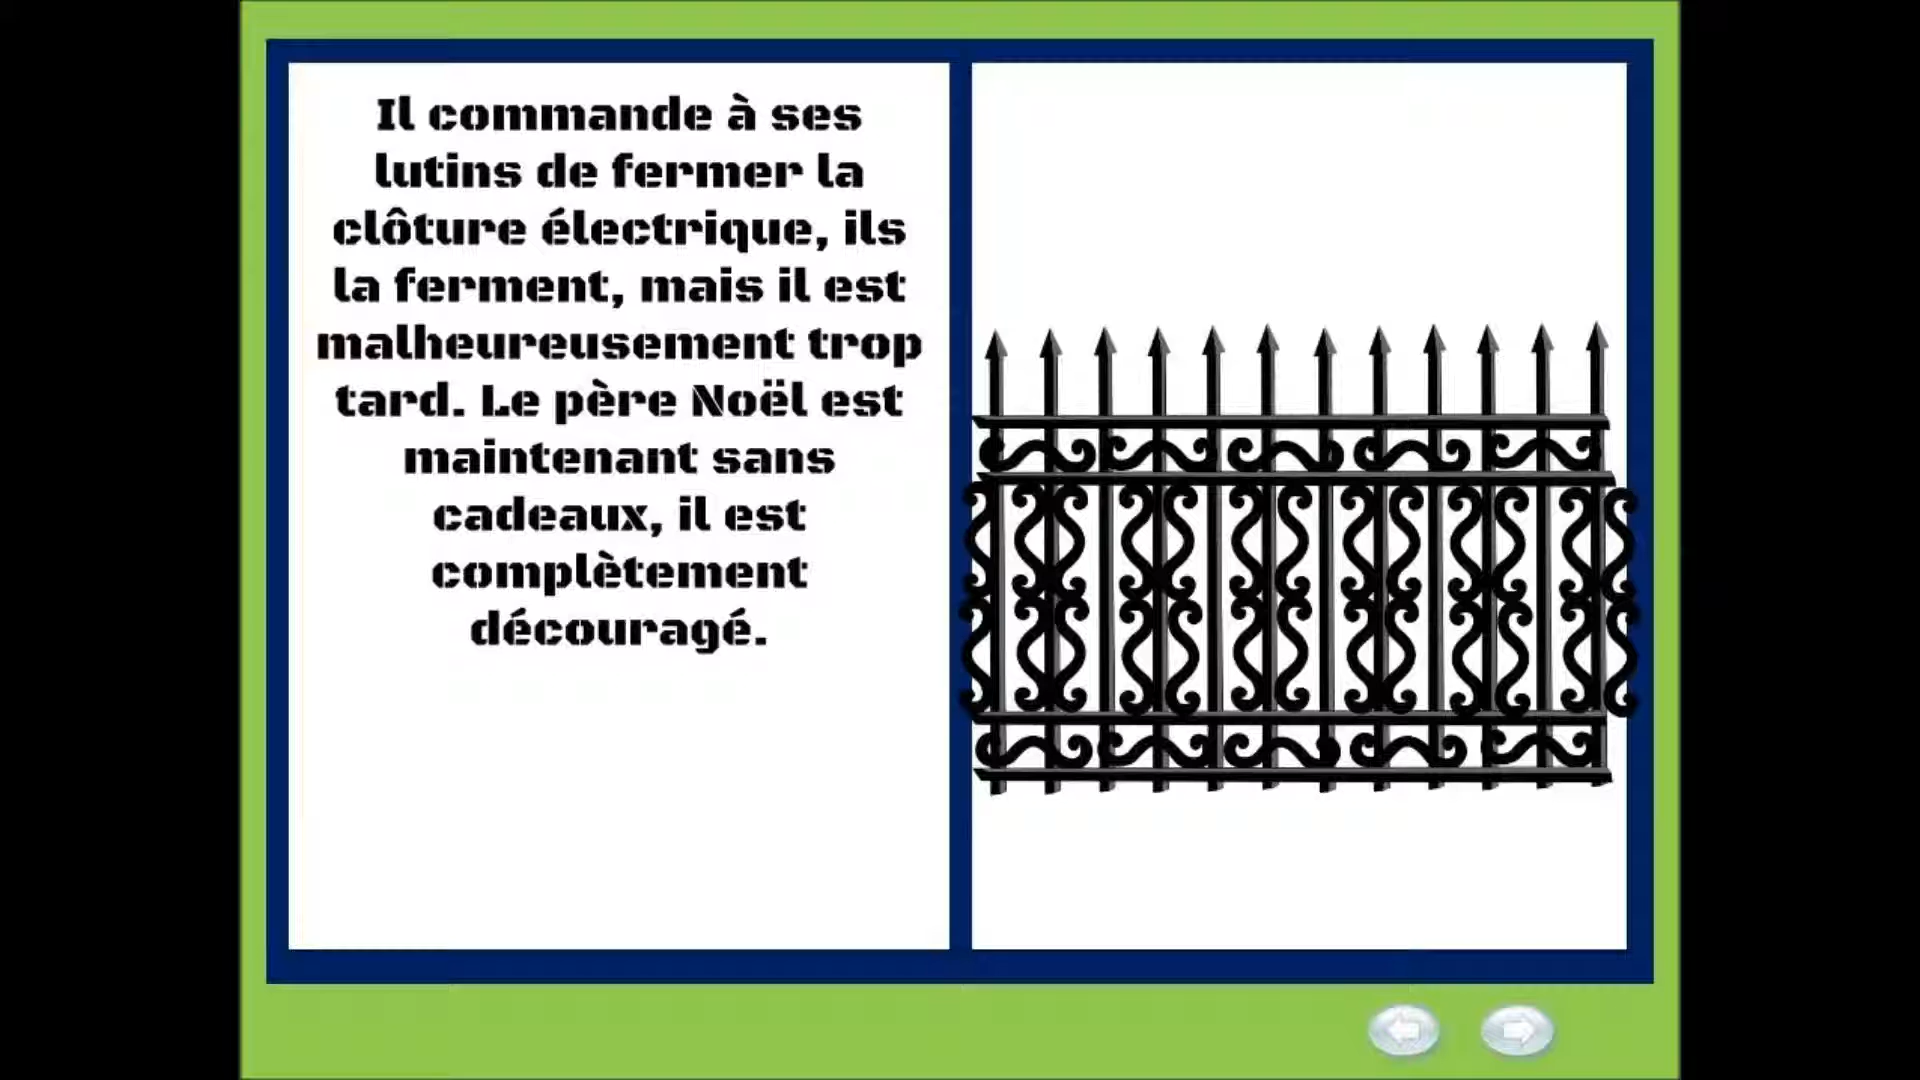 Il commande à ses
lutins de fermer la
clôture électrique, ils
la ferment, mais il est
malheureusement trop
tard. Le père Noël est
maintenant sans
cadeaux, il est
complètement
découragé.